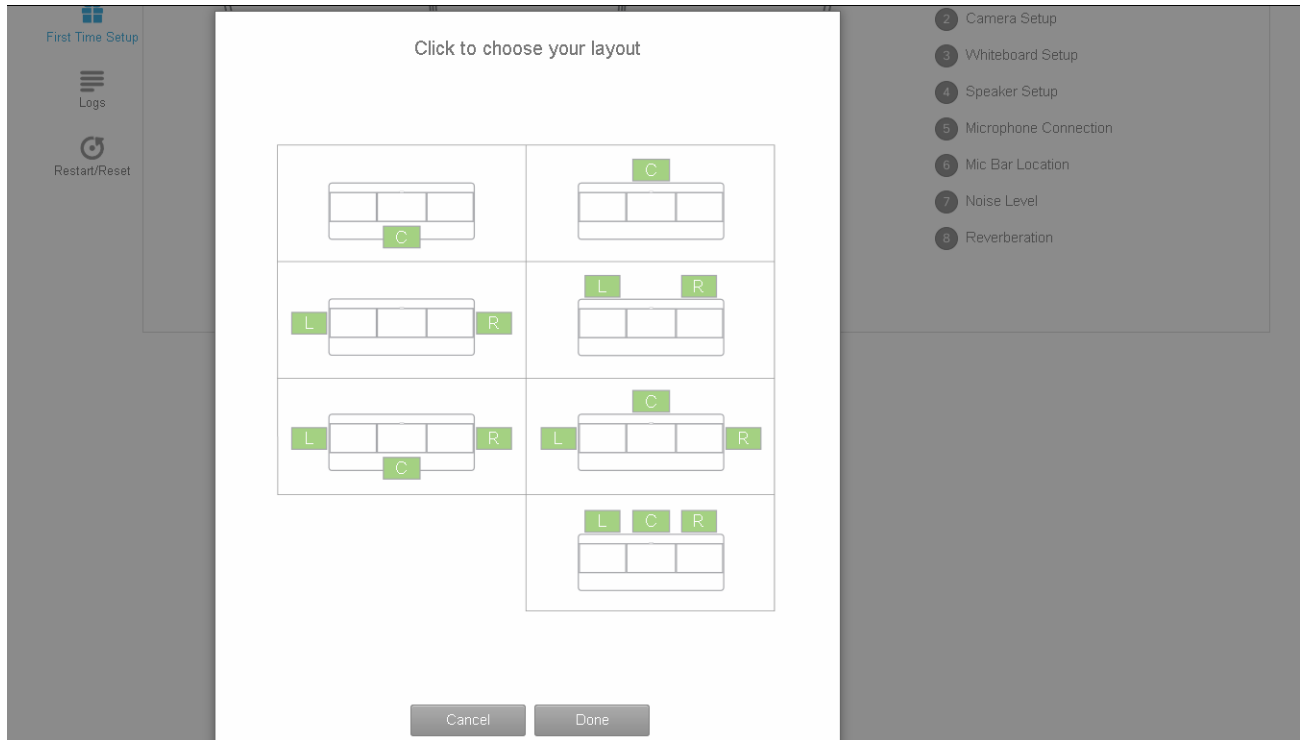 First Time Setup
Logs
Restart/Reset
Click to choose your layout
C
C
L R
L R
L R
C
C
L R
L C R
Cancel Done
2 Camera Setup
3 Whiteboard Setup
4 Speaker Setup
5 Microphone Connection
6 Mic Bar Location
7 Noise Level
8 Reverberation